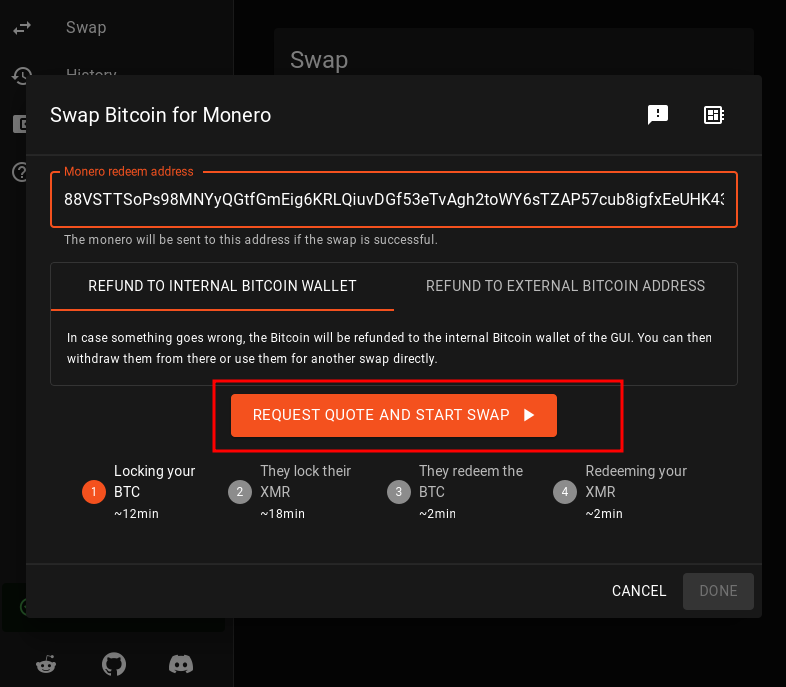 Swap
History
Swap
Swap Bitcoin for Monero
Monero redeem address
88VSTTSoPs98MNYyQGtfGmEig6KRLQiuvDGf53eTvAgh2toWY6sTZAP57cub8igfxEeUHK43
The monero will be sent to this address if the swap is successful.
REFUND TO INTERNAL BITCOIN WALLET
REFUND TO EXTERNAL BITCOIN ADDRESS
In case something goes wrong, the Bitcoin will be refunded to the internal Bitcoin wallet of the GUI. You can then
withdraw them from there or use them for another swap directly.
REQUEST QUOTE AND START SWAP
1
Locking your
BTC
~12min
2
They lock their
XMR
~18min
3
They redeem the
BTC
~2min
4
Redeeming your
XMR
~2min
CANCEL
DONE